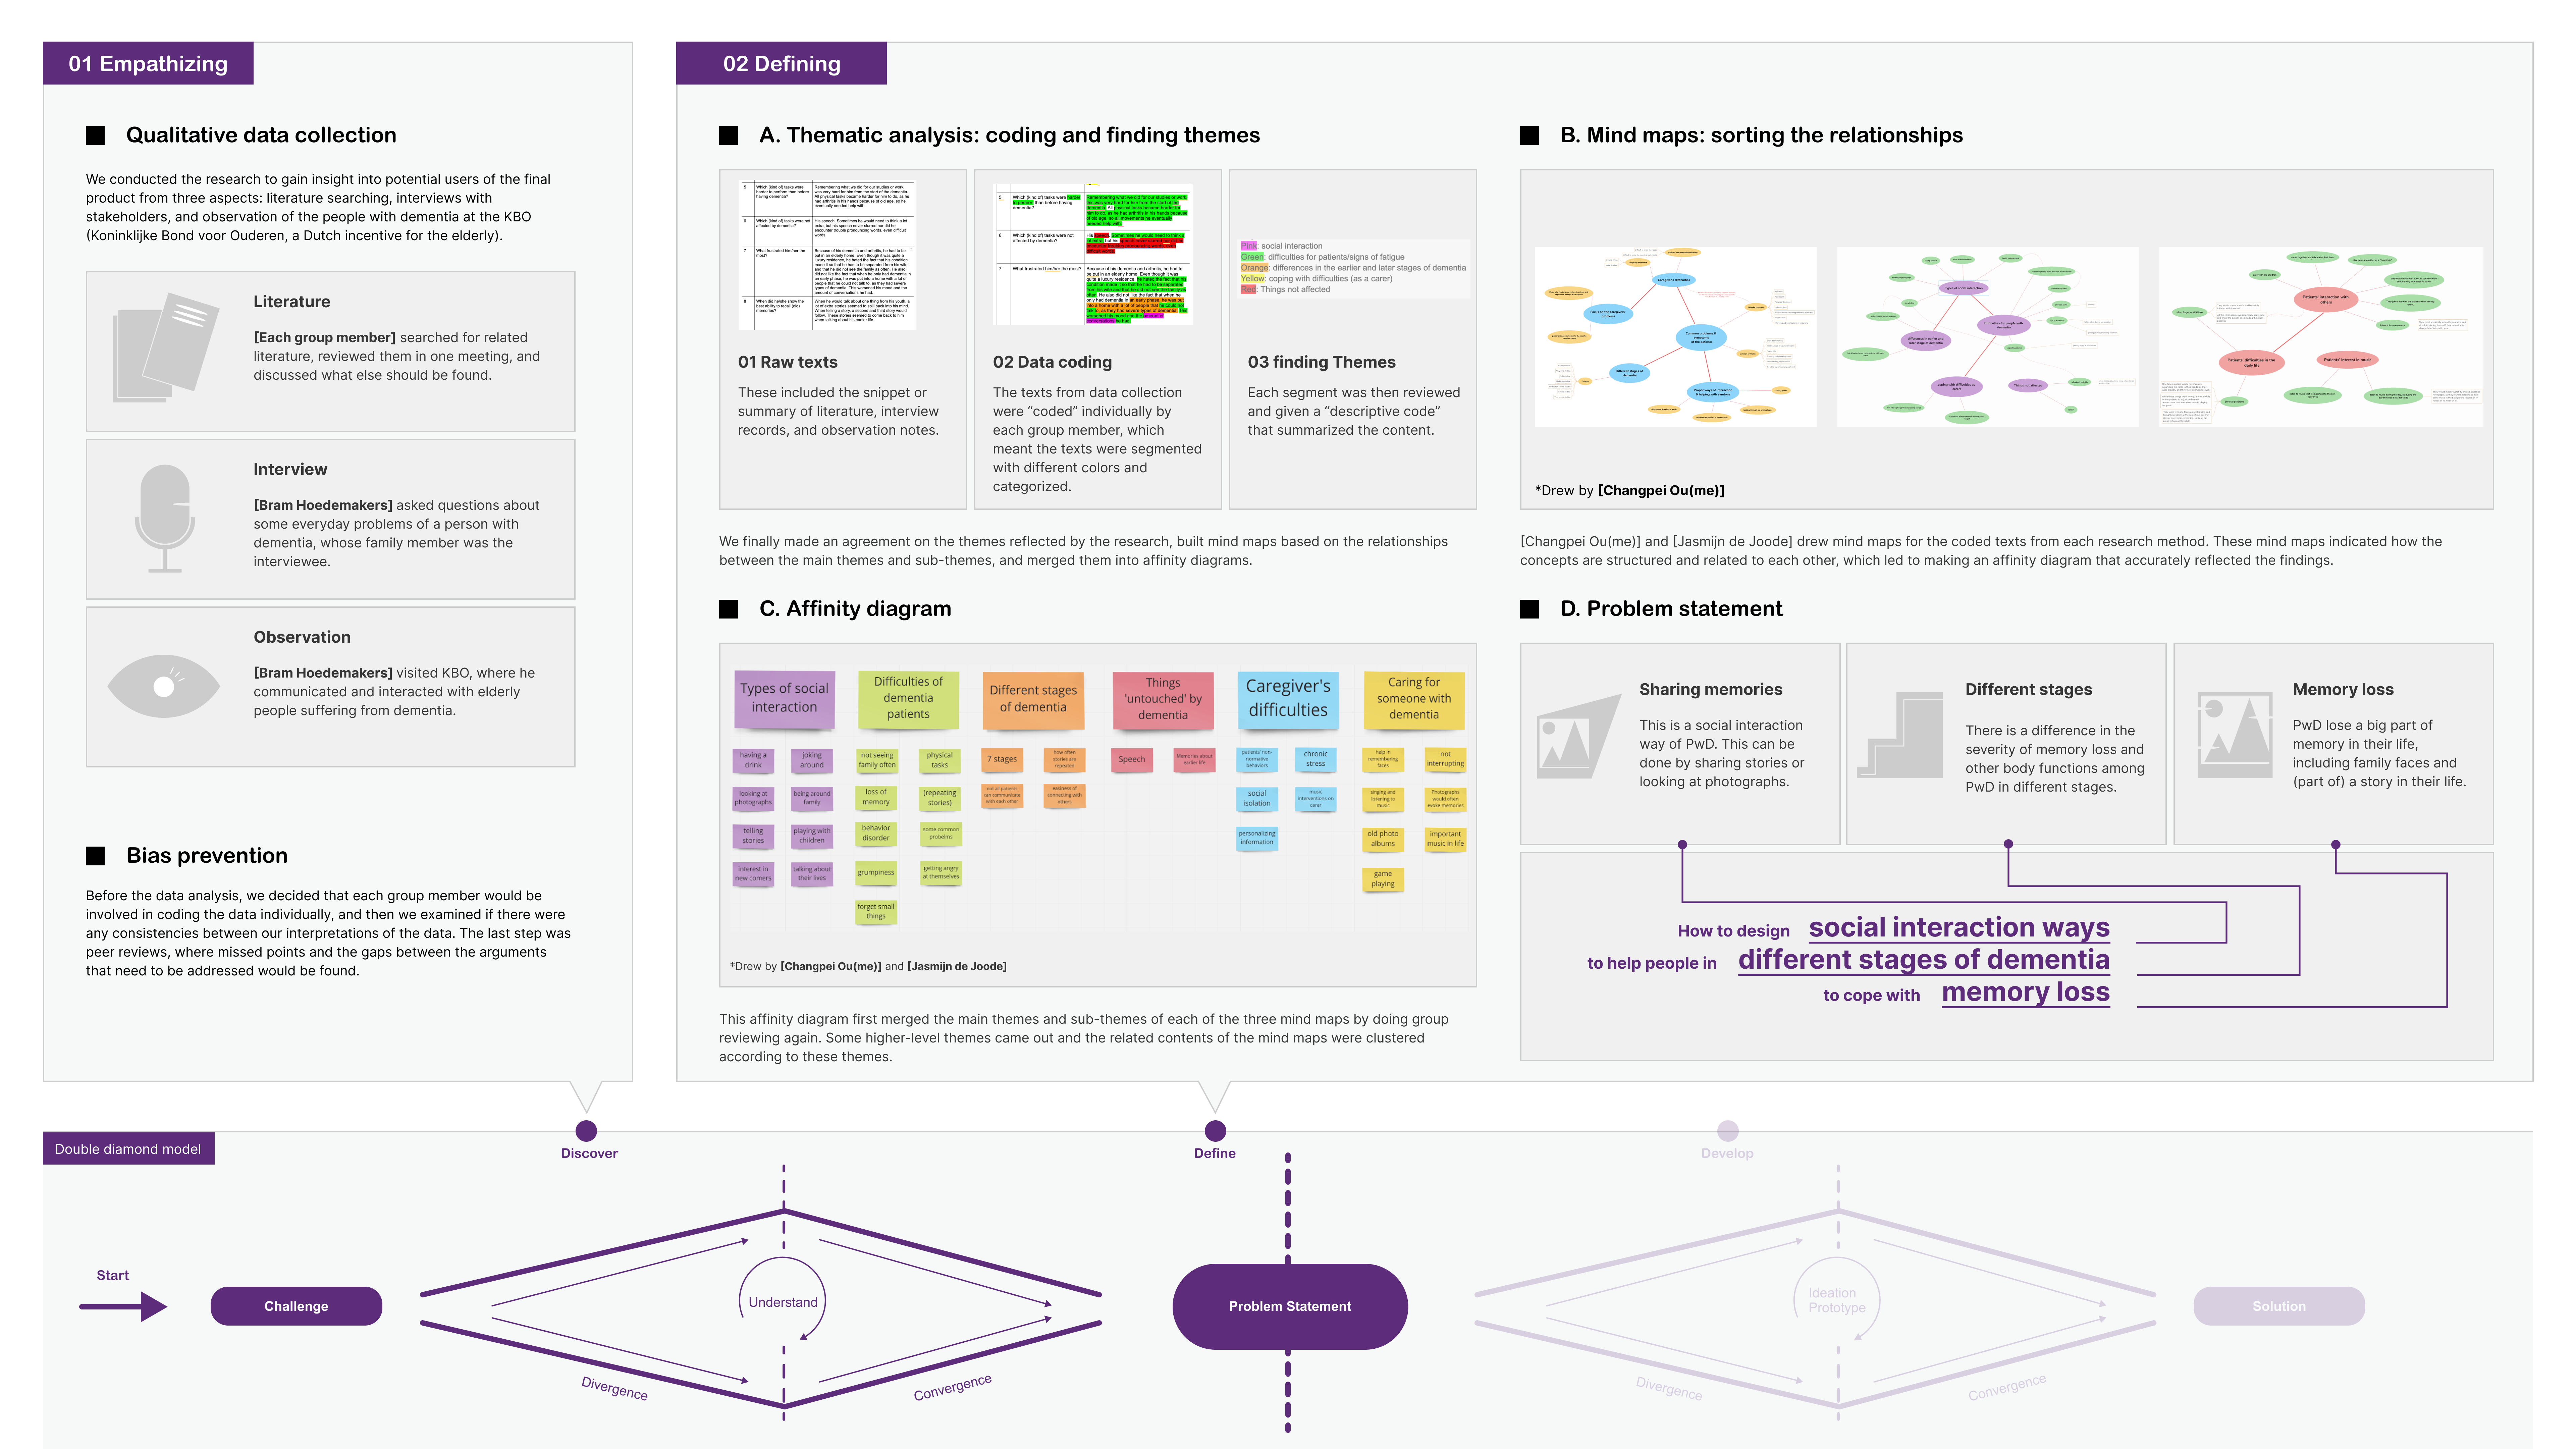 01 Empathizing
Qualitative data collection
We conducted the research to gain insight into potential users of the final
product from three aspects: literature searching, interviews with
stakeholders, and observation of the people with dementia at the KBO
(Koninklijke Bond voor Ouderen, a Dutch incentive for the elderly).
Literature
[Each group member] searched for related
literature, reviewed them in one meeting, and
discussed what else should be found.
Interview
[Bram Hoedemakers] asked questions about
some everyday problems of a person with
dementia, whose family member was the
interviewee.
Observation
[Bram Hoedemakers] visited KBO, where he
communicated and interacted with elderly
people suffering from dementia.
Bias prevention
Before the data analysis, we decided that each group member would be
involved in coding the data individually, and then we examined if there were
any consistencies between our interpretations of the data. The last step was
peer reviews, where missed points and the gaps between the arguments
that need to be addressed would be found.
02 Defining
A. Thematic analysis: coding and finding themes
Pink: social interaction
Green: difficulties for patients/signs of fatigue
Orange: differences in the earlier and later stages of dementia
Yellow: coping with difficulties (as a carer)
Red: Things not affected
01 Raw texts
These included the snippet or
summary of literature, interview
records, and observation notes.
02 Data coding
The texts from data collection
were “coded” individually by
each group member, which
meant the texts were segmented
with different colors and
categorized.
03 finding Themes
Each segment was then reviewed
and given a “descriptive code”
that summarized the content.
We finally made an agreement on the themes reflected by the research, built mind maps based on the relationships
between the main themes and sub-themes, and merged them into affinity diagrams.
B. Mind maps: sorting the relationships
Caregiver's difficulties
Different stages of
dementia
Types of social interaction
Difficulties for people with
dementia
Things not affected
Patients' interaction with
others
Patients' difficulties in the
daily life
Patients' interest in music
*Drew by [Changpei Ou(me)]
[Changpei Ou(me)] and [Jasmijn de Joode] drew mind maps for the coded texts from each research method. These mind maps indicated how the
concepts are structured and related to each other, which led to making an affinity diagram that accurately reflected the findings.
C. Affinity diagram
Types of social
interaction
having a
drink
joking
around
looking at
photographs
being around
family
telling
stories
playing with
children
interest in
new comers
talking about
their lives
Difficulties of
dementia
patients
not seeing
family often
physical
tasks
loss of
memory
(repeating
stories)
behavior
disorder
some common
problems
grumpiness
getting angry
at themselves
forget small
things
Different stages
of dementia
7 stages
how often
stories are
repeated
not all patients
can communicate
with each other
easiness of
connecting with
others
Things
'untouched' by
dementia
Speech
Memories about
earlier life
Caregiver's
difficulties
patients' non-
normative
behaviors
chronic
stress
social
isolation
music
interventions on
carer
personalizing
information
Caring for
someone with
dementia
help in
remembering
faces
not
interrupting
singing and
listening to
music
Photographs
would often
evoke memories
old photo
albums
important
music in life
game
playing
*Drew by [Changpei Ou(me)] and [Jasmijn de Joode]
This affinity diagram first merged the main themes and sub-themes of each of the three mind maps by doing group
reviewing again. Some higher-level themes came out and the related contents of the mind maps were clustered
according to these themes.
D. Problem statement
Sharing memories
This is a social interaction
way of PwD. This can be
done by sharing stories or
looking at photographs.
Different stages
There is a difference in the
severity of memory loss and
other body functions among
PwD in different stages.
Memory loss
PwD lose a big part of
memory in their life,
including family faces and
(part of) a story in their life.
How to design social interaction ways
to help people in different stages of dementia
to cope with memory loss
Double diamond model
Discover
Define
Develop
Start
Challenge
Understand
Divergence
Convergence
Problem Statement
Ideation
Prototype
Divergence
Convergence
Solution